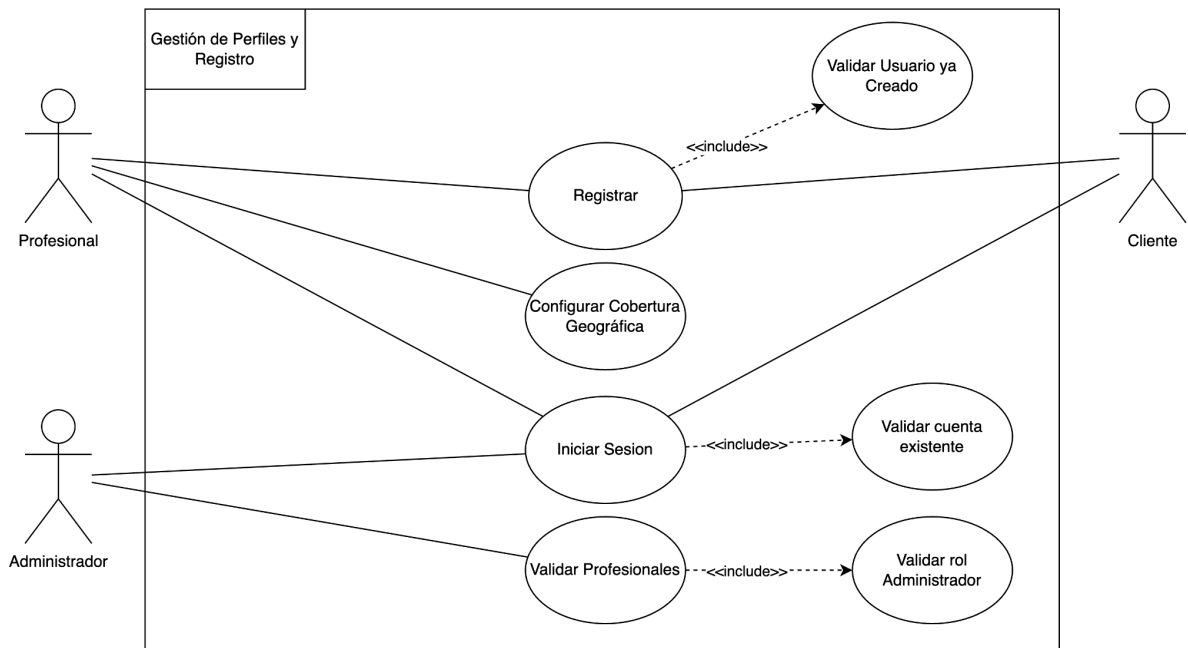 Gestión de Perfiles y
Registro
Validar Usuario ya
Creado
<<include>>
Registrar
Profesional
Cliente
Configurar Cobertura
Geográfica
Iniciar Sesion
<<include>>
Validar cuenta
existente
Administrador
Validar Profesionales
<<include>>
Validar rol
Administrador